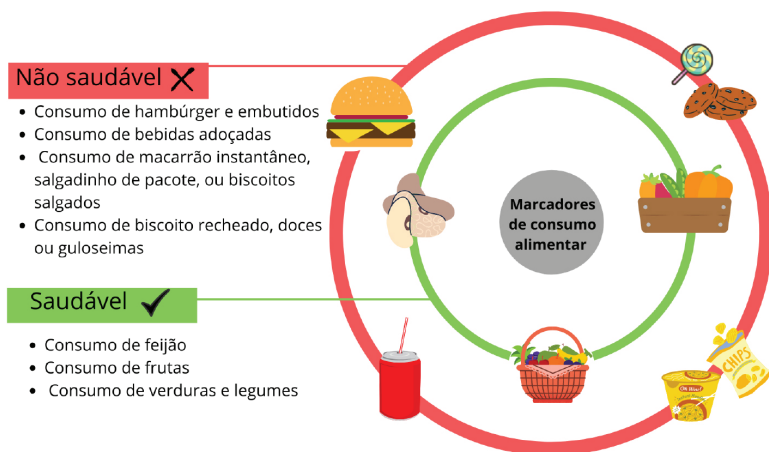 Não saudável
Consumo de hambúrger e embutidos
Consumo de bebidas adoçadas
Consumo de macarrão instantâneo,
salgadinho de pacote, ou biscoitos
salgados
Consumo de biscoito recheado, doces
ou guloseimas
Saudável
Consumo de feijão
Consumo de frutas
Consumo de verduras e legumes
Marcadores
de consumo
alimentar
CHIPS